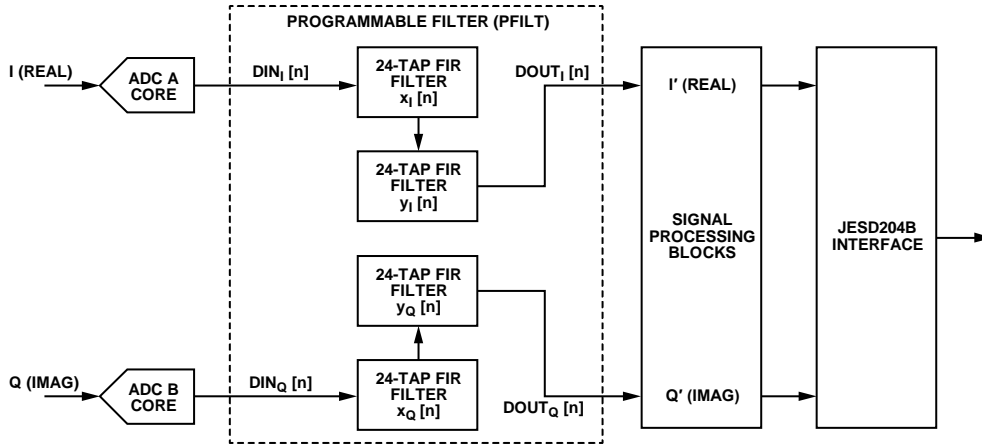 PROGRAMMABLE FILTER (PFILT)
I (REAL)
ADC A
CORE
DINI [n]
24-TAP FIR
FILTER
xI [n]
DOUTI [n]
I′ (REAL)
24-TAP FIR
FILTER
yI [n]
SIGNAL
PROCESSING
BLOCKS
JESD204B
INTERFACE
24-TAP FIR
FILTER
yQ [n]
Q (IMAG)
ADC B
CORE
DINQ [n]
24-TAP FIR
FILTER
xQ [n]
DOUTQ [n]
Q′ (IMAG)